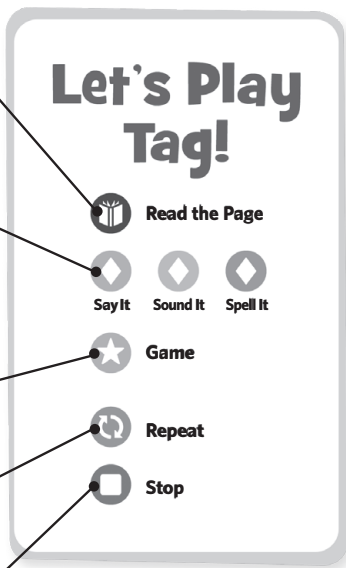 Let's Play
Tag!
Read the Page
Say It Sound It Spell It
Game
Repeat
Stop